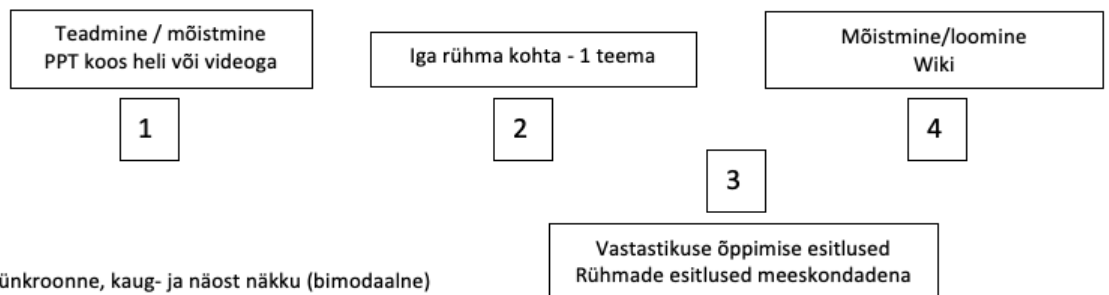 Teadmine / mõistmine
PPT koos heli või videoga
Iga rühma kohta - 1 teema
Mõistmine/loomine
Wiki
1
2
4
3
Vastastikuse õppimise esitlused
Rühmade esitlused meeskondadena
ünkroonne, kaug- ja näost näkku (bimodaalne)